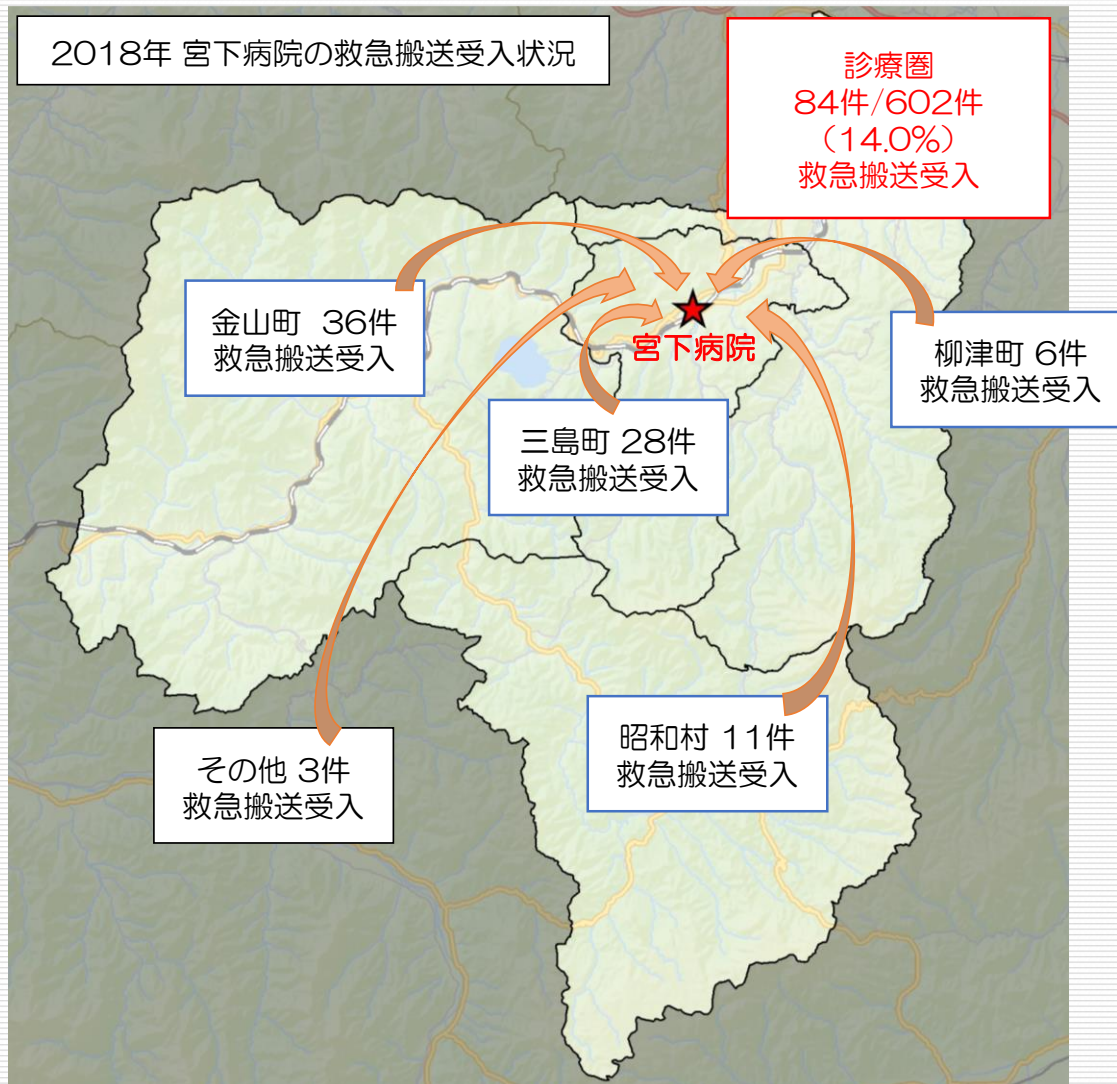 2018年 宮下病院の救急搬送受入状況
診療圏
84件/602件
（14.0%）
救急搬送受入
金山町 36件
救急搬送受入
宮下病院
柳津町 6件
救急搬送受入
三島町 28件
救急搬送受入
昭和村 11件
救急搬送受入
その他 3件
救急搬送受入